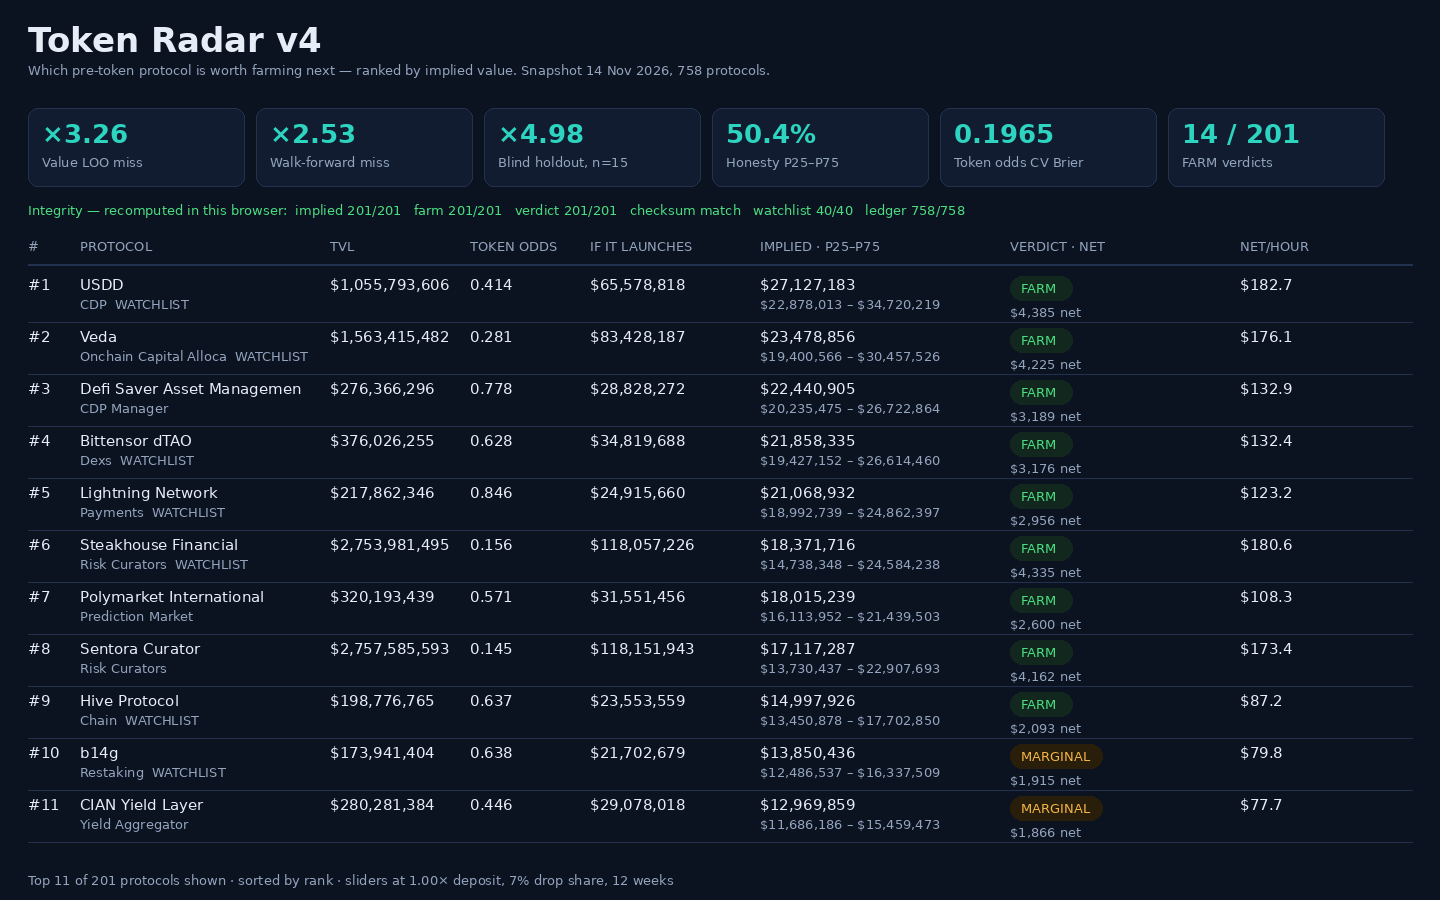 Token Radar v4
Which pre-token protocol is worth farming next — ranked by implied value. Snapshot 14 Nov 2026, 758 protocols.
×3.26 ×2.53 ×4.98 50.4% 0.1965 14 / 201
Value LOO miss Walk-forward miss Blind holdout, n=15 Honesty P25–P75 Token odds CV Brier FARM verdicts
Integrity — recomputed in this browser: implied 201/201 farm 201/201 verdict 201/201 checksum match watchlist 40/40 ledger 758/758
# PROTOCOL TVL TOKEN ODDS IF IT LAUNCHES IMPLIED · P25–P75 VERDICT · NET NET/HOUR
#1 USDD $1,055,793,606 0.414 $65,578,818 $27,127,183 FARM $182.7
CDP WATCHLIST $22,878,013 – $34,720,219 $4,385 net
#2 Veda $1,563,415,482 0.281 $83,428,187 $23,478,856 FARM $176.1
Onchain Capital Alloca WATCHLIST $19,400,566 – $30,457,526 $4,225 net
#3 Defi Saver Asset Managemen $276,366,296 0.778 $28,828,272 $22,440,905 FARM $132.9
CDP Manager $20,235,475 – $26,722,864 $3,189 net
#4 Bittensor dTAO $376,026,255 0.628 $34,819,688 $21,858,335 FARM $132.4
Dexs WATCHLIST $19,427,152 – $26,614,460 $3,176 net
#5 Lightning Network $217,862,346 0.846 $24,915,660 $21,068,932 FARM $123.2
Payments WATCHLIST $18,992,739 – $24,862,397 $2,956 net
#6 Steakhouse Financial $2,753,981,495 0.156 $118,057,226 $18,371,716 FARM $180.6
Risk Curators WATCHLIST $14,738,348 – $24,584,238 $4,335 net
#7 Polymarket International $320,193,439 0.571 $31,551,456 $18,015,239 FARM $108.3
Prediction Market $16,113,952 – $21,439,503 $2,600 net
#8 Sentora Curator $2,757,585,593 0.145 $118,151,943 $17,117,287 FARM $173.4
Risk Curators $13,730,437 – $22,907,693 $4,162 net
#9 Hive Protocol $198,776,765 0.637 $23,553,559 $14,997,926 FARM $87.2
Chain WATCHLIST $13,450,878 – $17,702,850 $2,093 net
#10 b14g $173,941,404 0.638 $21,702,679 $13,850,436 MARGINAL $79.8
Restaking WATCHLIST $12,486,537 – $16,337,509 $1,915 net
#11 CIAN Yield Layer $280,281,384 0.446 $29,078,018 $12,969,859 MARGINAL $77.7
Yield Aggregator $11,686,186 – $15,459,473 $1,866 net
Top 11 of 201 protocols shown · sorted by rank · sliders at 1.00× deposit, 7% drop share, 12 weeks